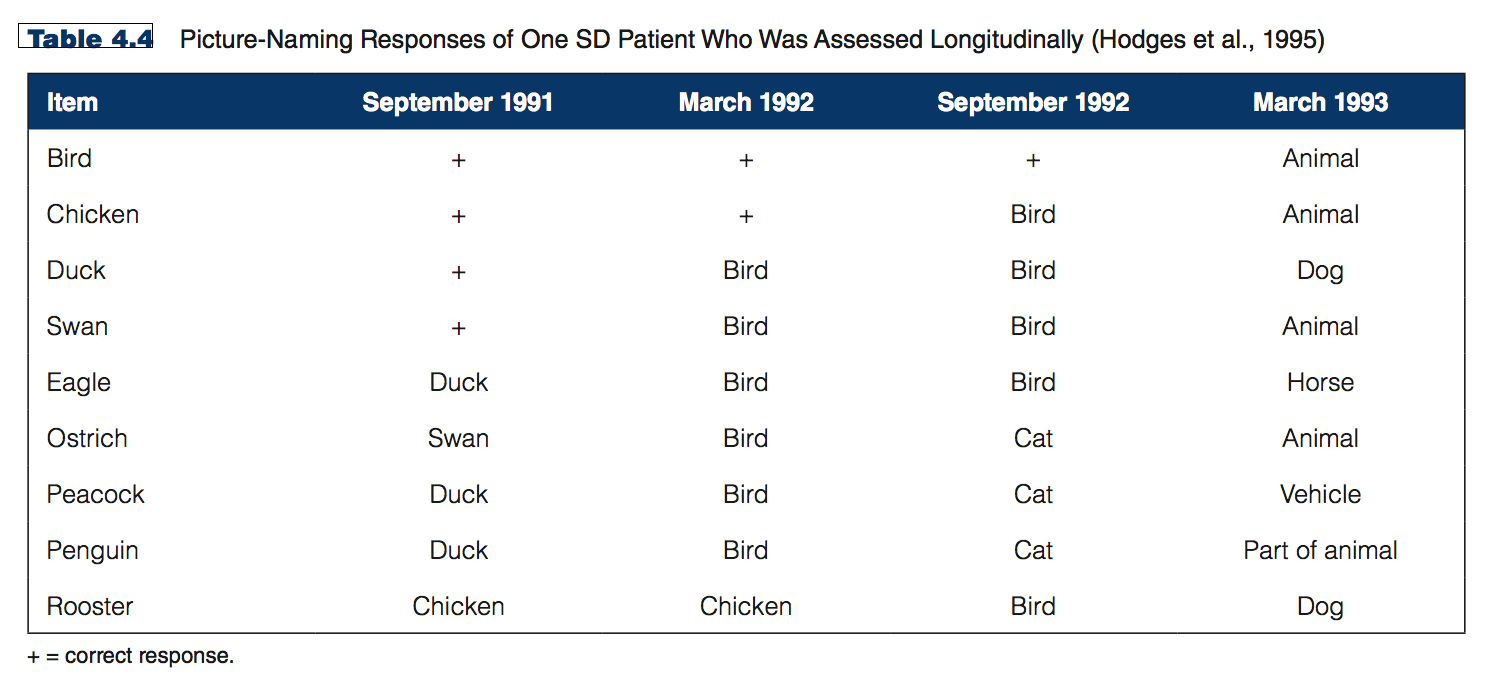 Table 4.4 Picture-Naming Responses of One SD Patient Who Was Assessed Longitudinally (Hodges et al., 1995)
Item September 1991 March 1992 September 1992 March 1993
Bird + + + Animal
Chicken + + Bird Animal
Duck + Bird Bird Dog
Swan + Bird Bird Animal
Eagle Duck Bird Bird Horse
Ostrich Swan Bird Cat Animal
Peacock Duck Bird Cat Vehicle
Penguin Duck Bird Cat Part of animal
Rooster Chicken Chicken Bird Dog
+ = correct response.